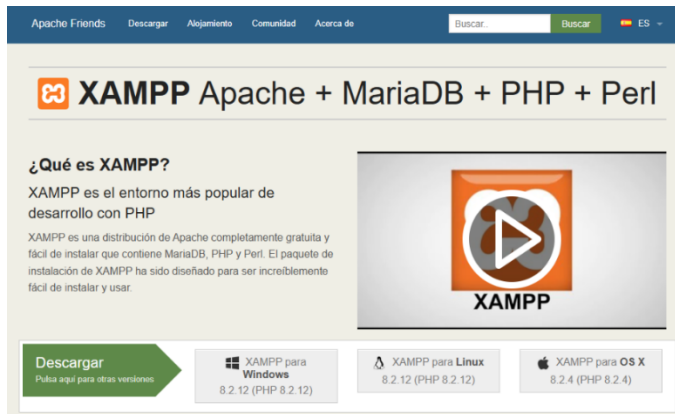 Apache Friends Descargar Alojamiento Comunidad Acerca de Buscar.. Buscar ES
XAMPP Apache + MariaDB + PHP + Perl
¿Qué es XAMPP?
XAMPP es el entorno más popular de
desarrollo con PHP
XAMPP es una distribución de Apache completamente gratuita y
fácil de instalar que contiene MariaDB, PHP y Perl. El paquete de
instalación de XAMPP ha sido diseñado para ser increíblemente
fácil de instalar y usar.
XAMPP
Descargar
Pulsa aquí para otras versiones
XAMPP para
Windows
8.2.12 (PHP 8.2.12)
XAMPP para Linux
8.2.12 (PHP 8.2.12)
XAMPP para OS X
8.2.4 (PHP 8.2.4)